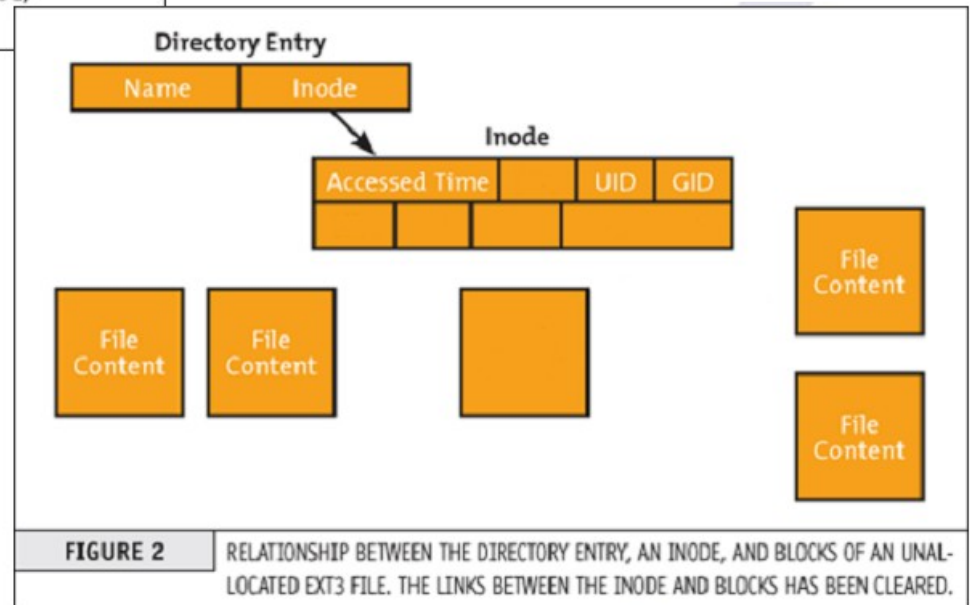 Directory Entry
Name Inode
Inode
Accessed Time UID GID
File
Content
File
Content
File
Content
File
Content
FIGURE 2 RELATIONSHIP BETWEEN THE DIRECTORY ENTRY, AN INODE, AND BLOCKS OF AN UNAL-
LOCATED EXT3 FILE. THE LINKS BETWEEN THE INODE AND BLOCKS HAS BEEN CLEARED.